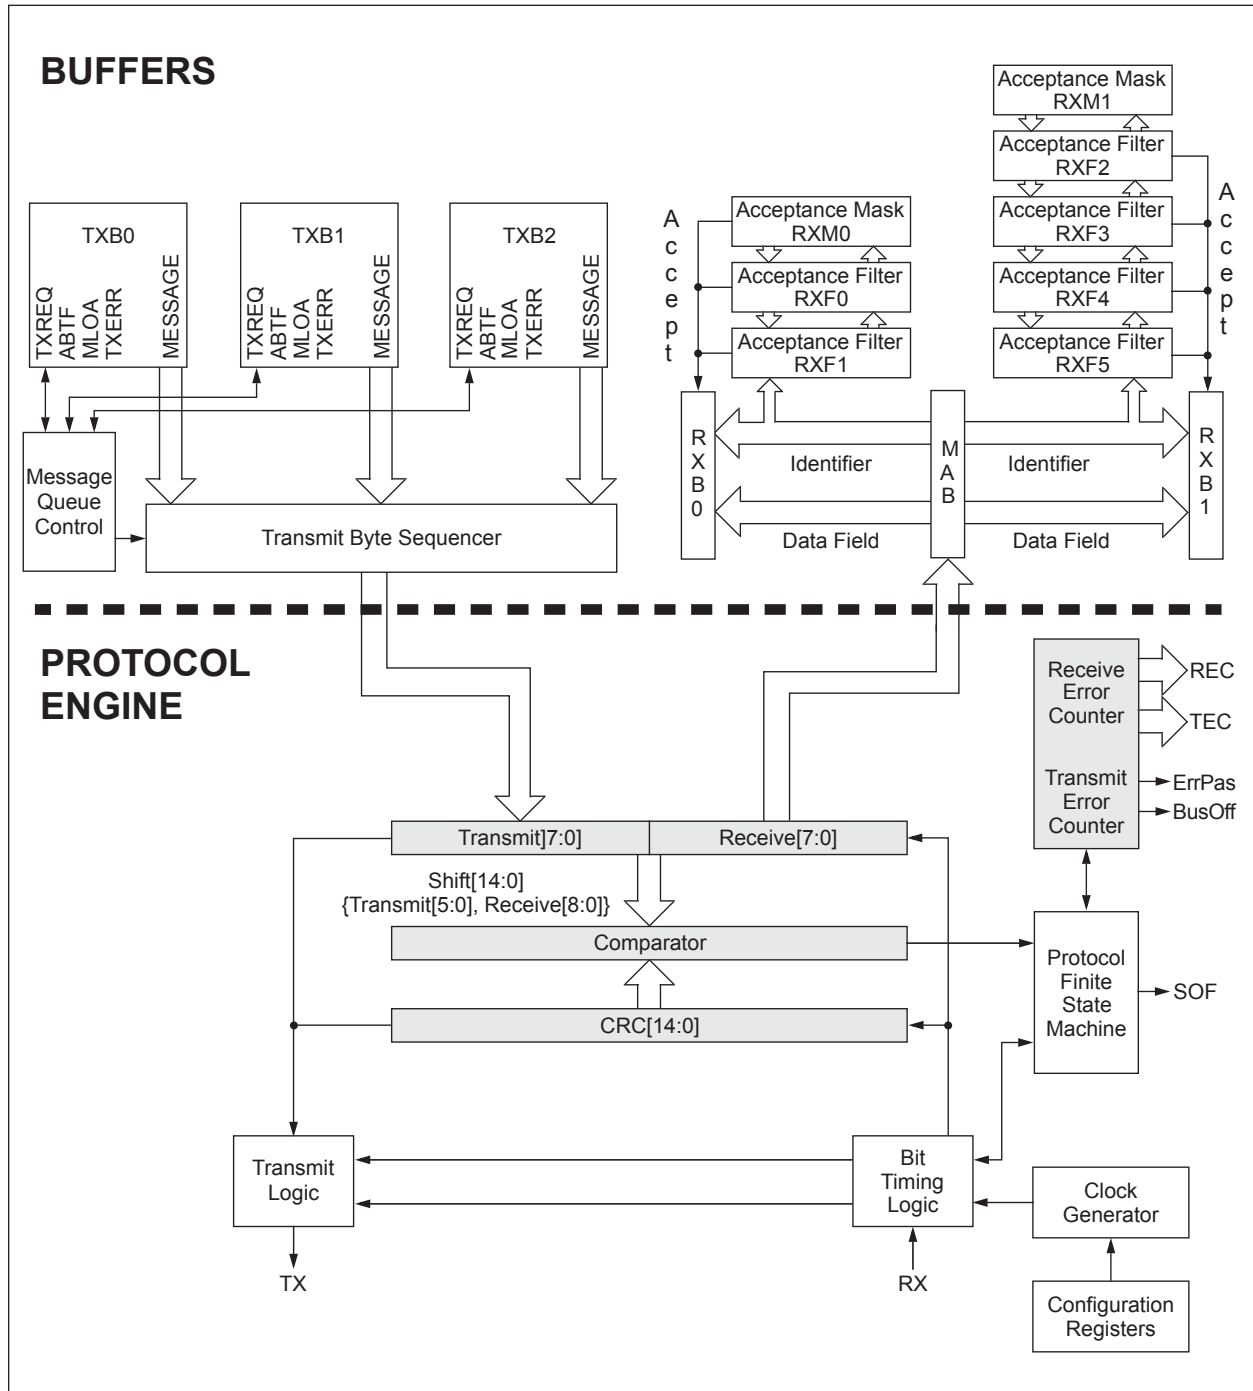 BUFFERS
Acceptance Mask
RXM1
Acceptance Filter
RXF2
Acceptance Filter
RXF3
Acceptance Filter
RXF4
Acceptance Filter
RXF5
Accept
Acceptance Mask
RXM0
Acceptance Filter
RXF0
Acceptance Filter
RXF1
Accept
TXB0
TXREQ
ABTF
MLOA
TXERR
MESSAGE
TXB1
TXREQ
ABTF
MLOA
TXERR
MESSAGE
TXB2
TXREQ
ABTF
MLOA
TXERR
MESSAGE
Message
Queue
Control
Transmit Byte Sequencer
RXB0
Identifier
Data Field
MAB
Identifier
Data Field
RXB1
PROTOCOL
ENGINE
Receive
Error
Counter
Transmit
Error
Counter
REC
TEC
ErrPas
BusOff
Transmit]7:0]
Receive[7:0]
Shift[14:0]
{Transmit[5:0], Receive[8:0]}
Comparator
CRC[14:0]
Protocol
Finite
State
Machine
SOF
Transmit
Logic
Bit
Timing
Logic
Clock
Generator
TX
RX
Configuration
Registers